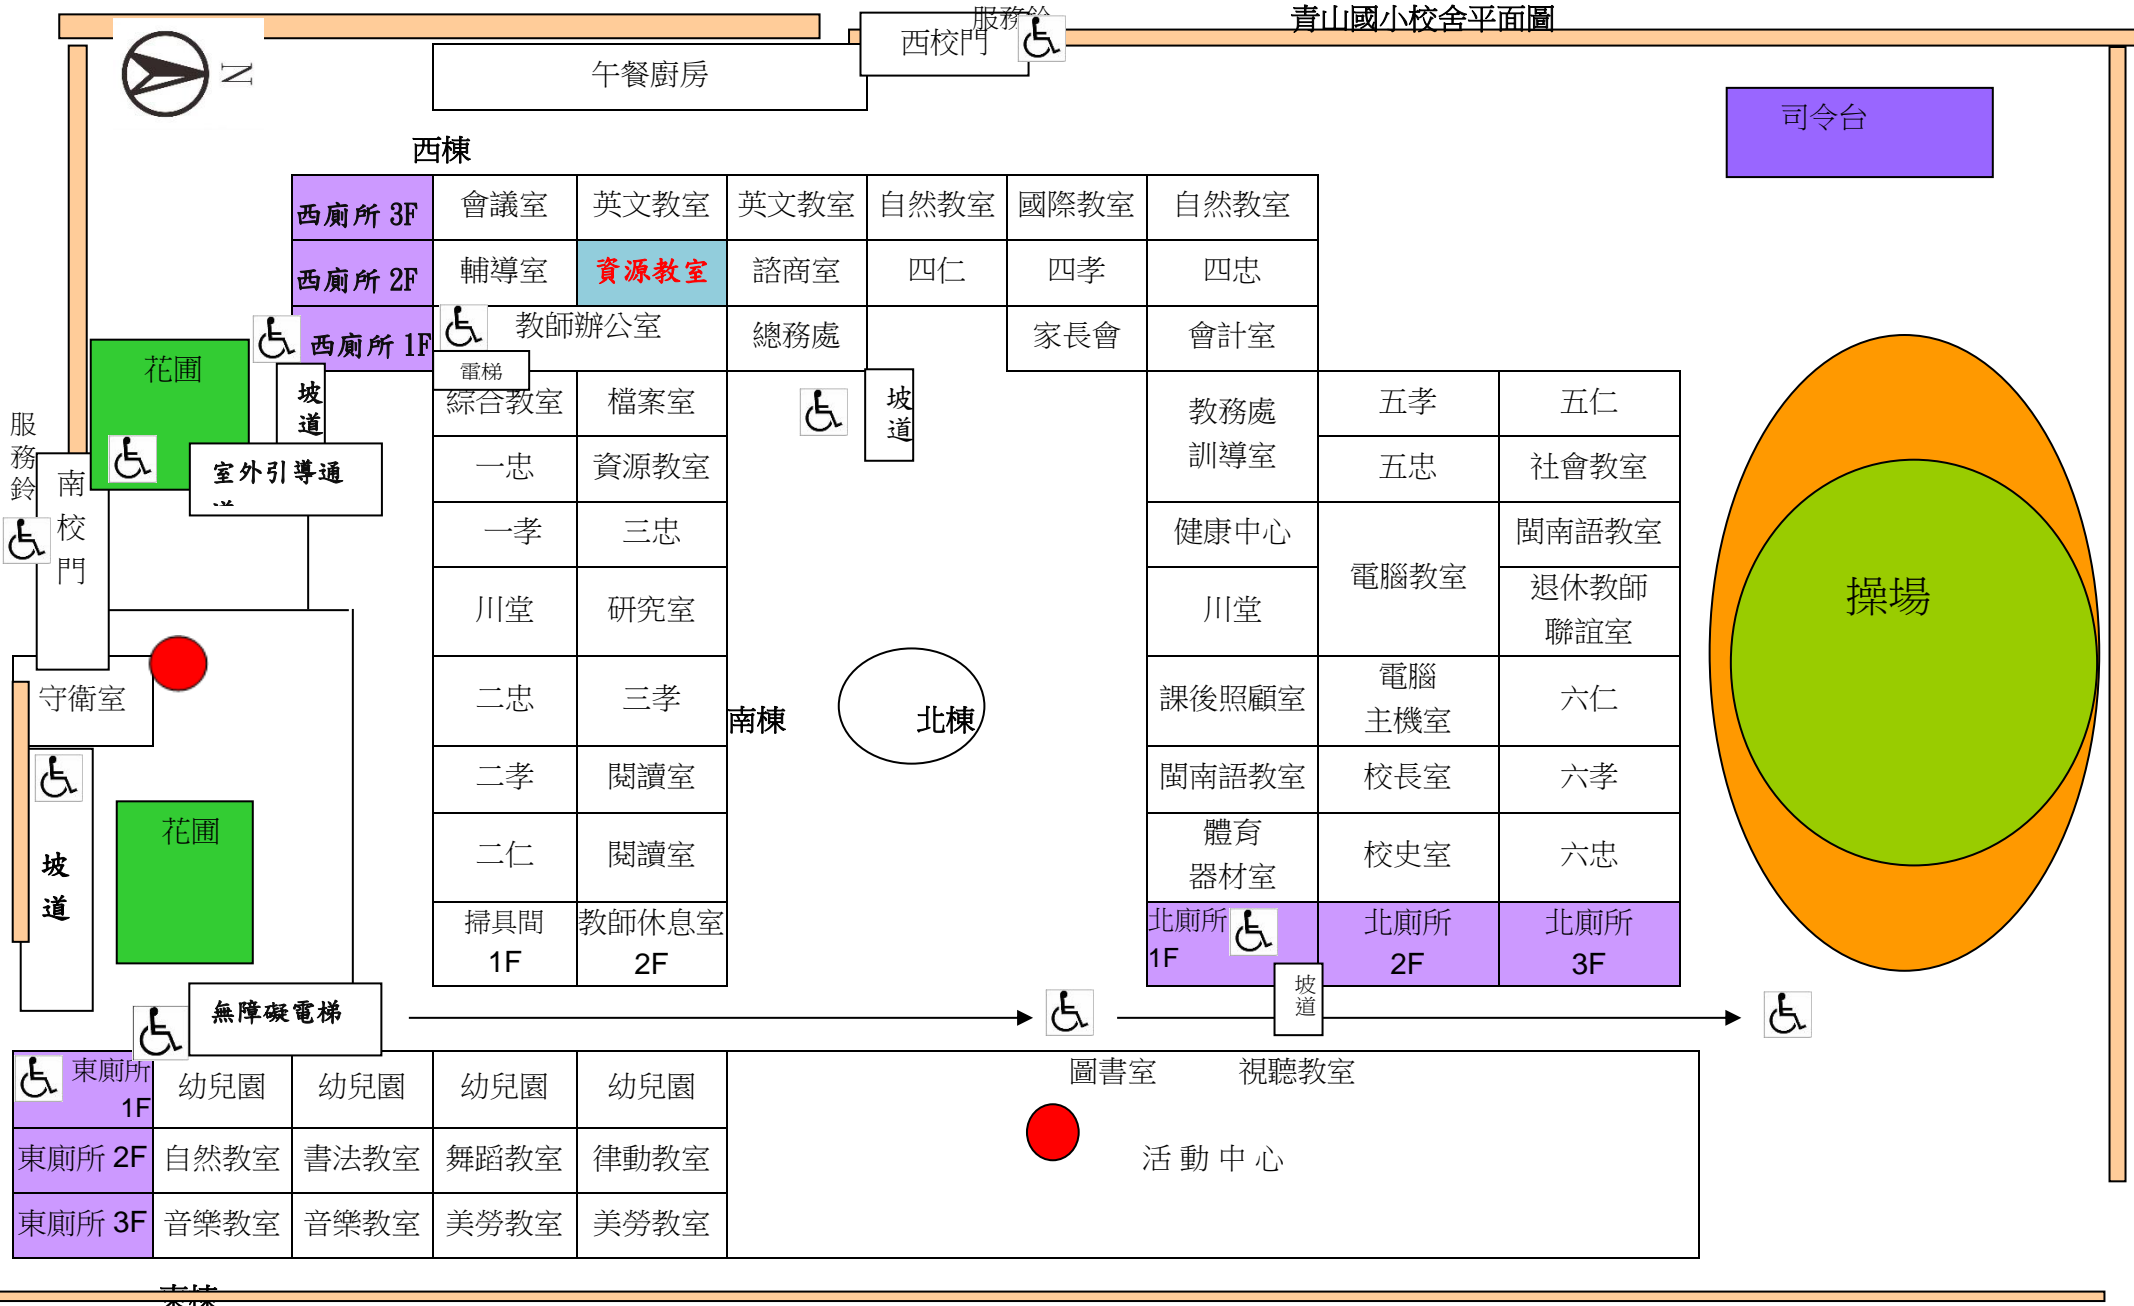 青山國小校舍平面圖
服務鈴
西校門
N
午餐廚房
司令台
西棟
西廁所 3F
會議室
英文教室
英文教室
自然教室
國際教室
自然教室
西廁所 2F
輔導室
資源教室
諮商室
四仁
四孝
四忠
西廁所 1F
教師辦公室
總務處
家長會
會計室
電梯
花圃
坡
道
坡
道
服
務
鈴
南
校
門
室外引導通
綜合教室
檔案室
教務處
訓導室
五孝
五仁
一忠
資源教室
五忠
社會教室
一孝
三忠
健康中心
電腦教室
閩南語教室
川堂
研究室
川堂
退休教師
聯誼室
操場
守衛室
二忠
三孝
南棟
北棟
課後照顧室
電腦
主機室
六仁
二孝
閱讀室
閩南語教室
校長室
六孝
坡
道
花圃
二仁
閱讀室
體育
器材室
校史室
六忠
掃具間
1F
教師休息室
2F
北廁所
1F
北廁所
2F
北廁所
3F
坡
道
無障礙電梯
東廁所
1F
幼兒園
幼兒園
幼兒園
幼兒園
圖書室
視聽教室
東廁所 2F
自然教室
書法教室
舞蹈教室
律動教室
活動中心
東廁所 3F
音樂教室
音樂教室
美勞教室
美勞教室
東棟